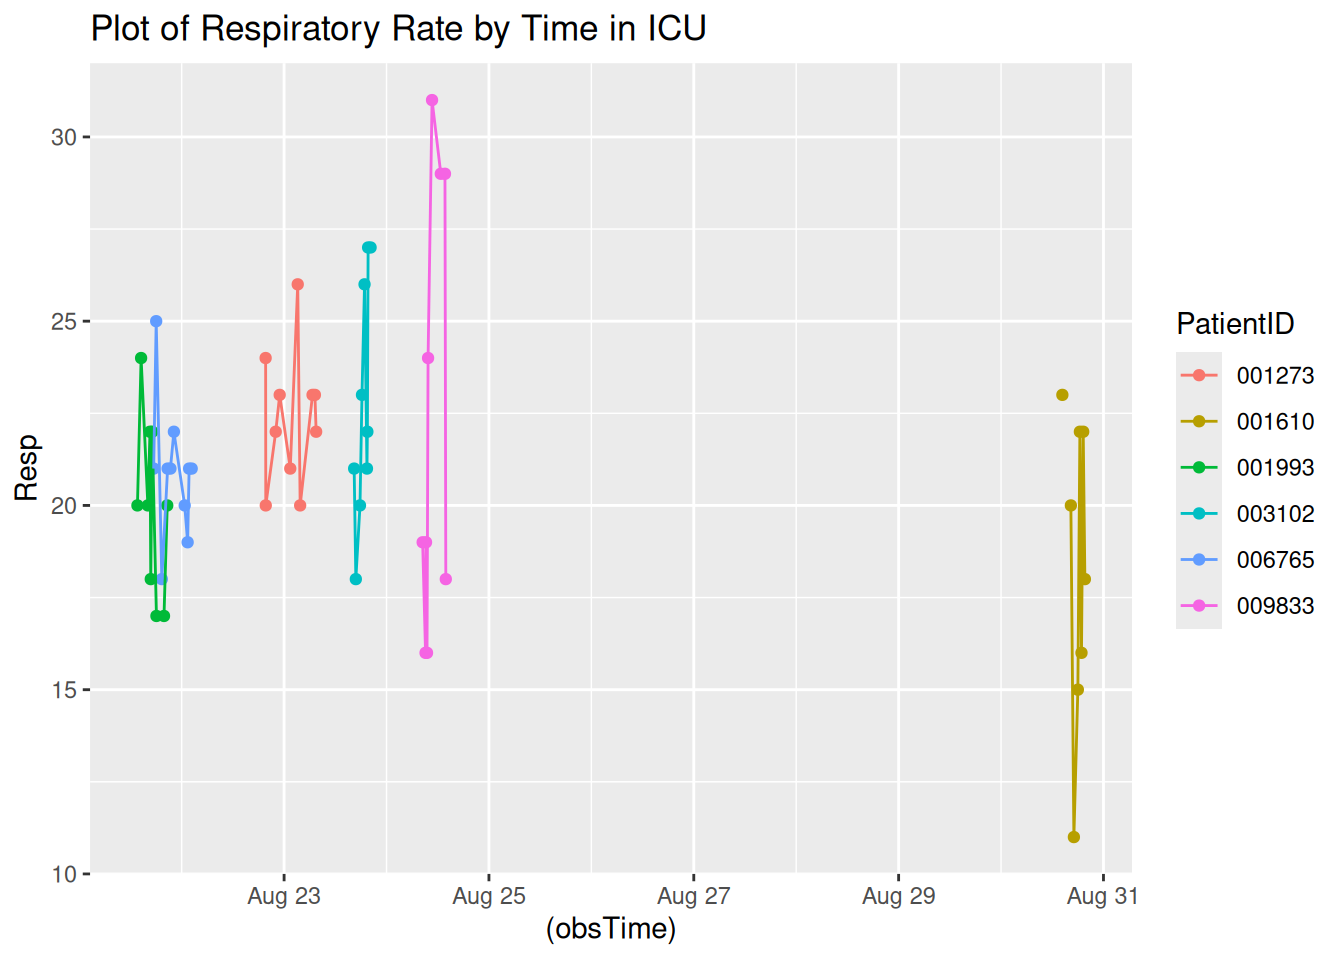 Plot of Respiratory Rate by Time in ICU
30
25
20
15
10
Resp
Aug 23
Aug 25
Aug 27
Aug 29
Aug 31
(obsTime)
PatientID
001273
001610
001993
003102
006765
009833